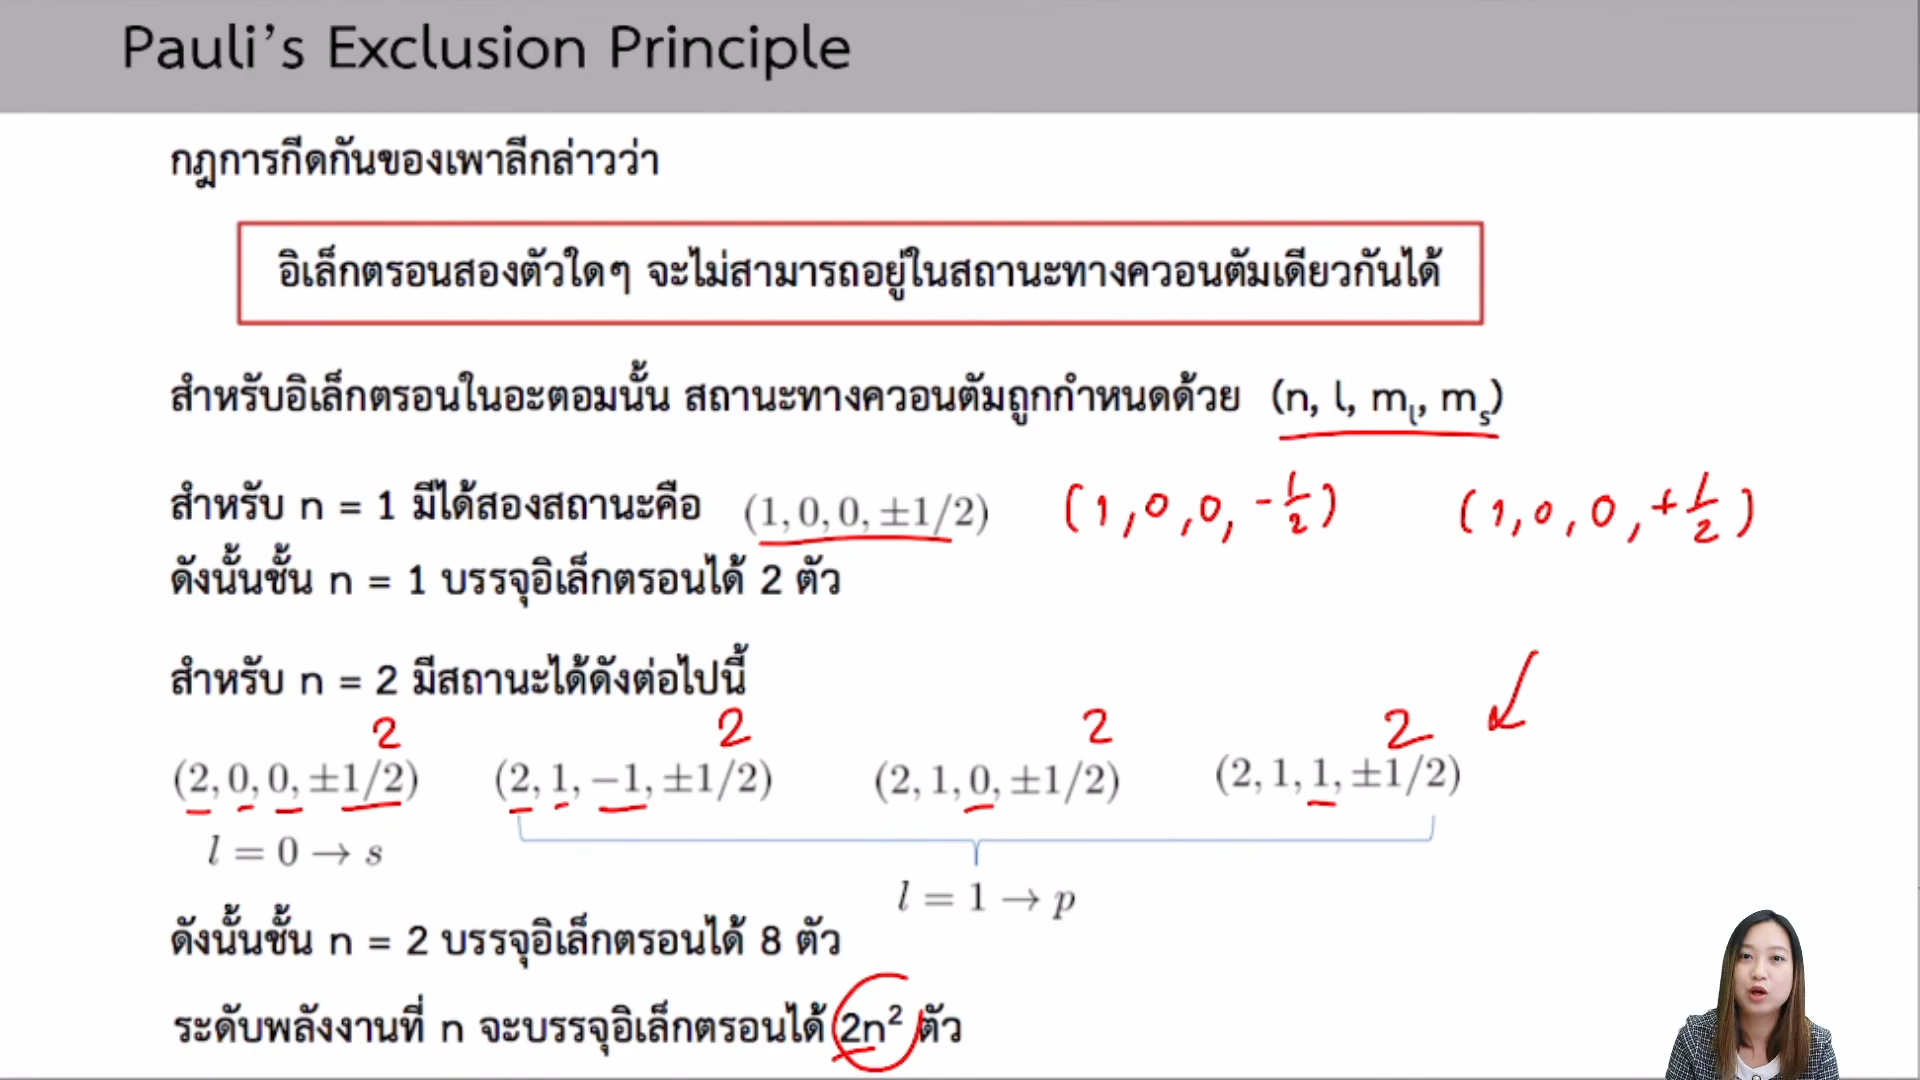 Pauli's Exclusion Principle
กฎการกีดกันของเพาลีกล่าวว่า
อิเล็กตรอนสองตัวใดๆ จะไม่สามารถอยู่ในสถานะทางควอนตัมเดียวกันได้
สำหรับอิเล็กตรอนในอะตอมนั้น สถานะทางควอนตัมถูกกำหนดด้วย (n, l, mₗ, mₛ)
สำหรับ n = 1 มีได้สองสถานะคือ (1, 0, 0, ±1/2) (1, 0, 0, -1/2) (1, 0, 0, +1/2)
ดังนั้นชั้น n = 1 บรรจุอิเล็กตรอนได้ 2 ตัว
สำหรับ n = 2 มีสถานะได้ดังต่อไปนี้
2 2 2 2
(2, 0, 0, ±1/2) (2, 1, −1, ±1/2) (2, 1, 0, ±1/2) (2, 1, 1, ±1/2)
l = 0 → s
l = 1 → p
ดังนั้นชั้น n = 2 บรรจุอิเล็กตรอนได้ 8 ตัว
ระดับพลังงานที่ n จะบรรจุอิเล็กตรอนได้ 2n² ตัว